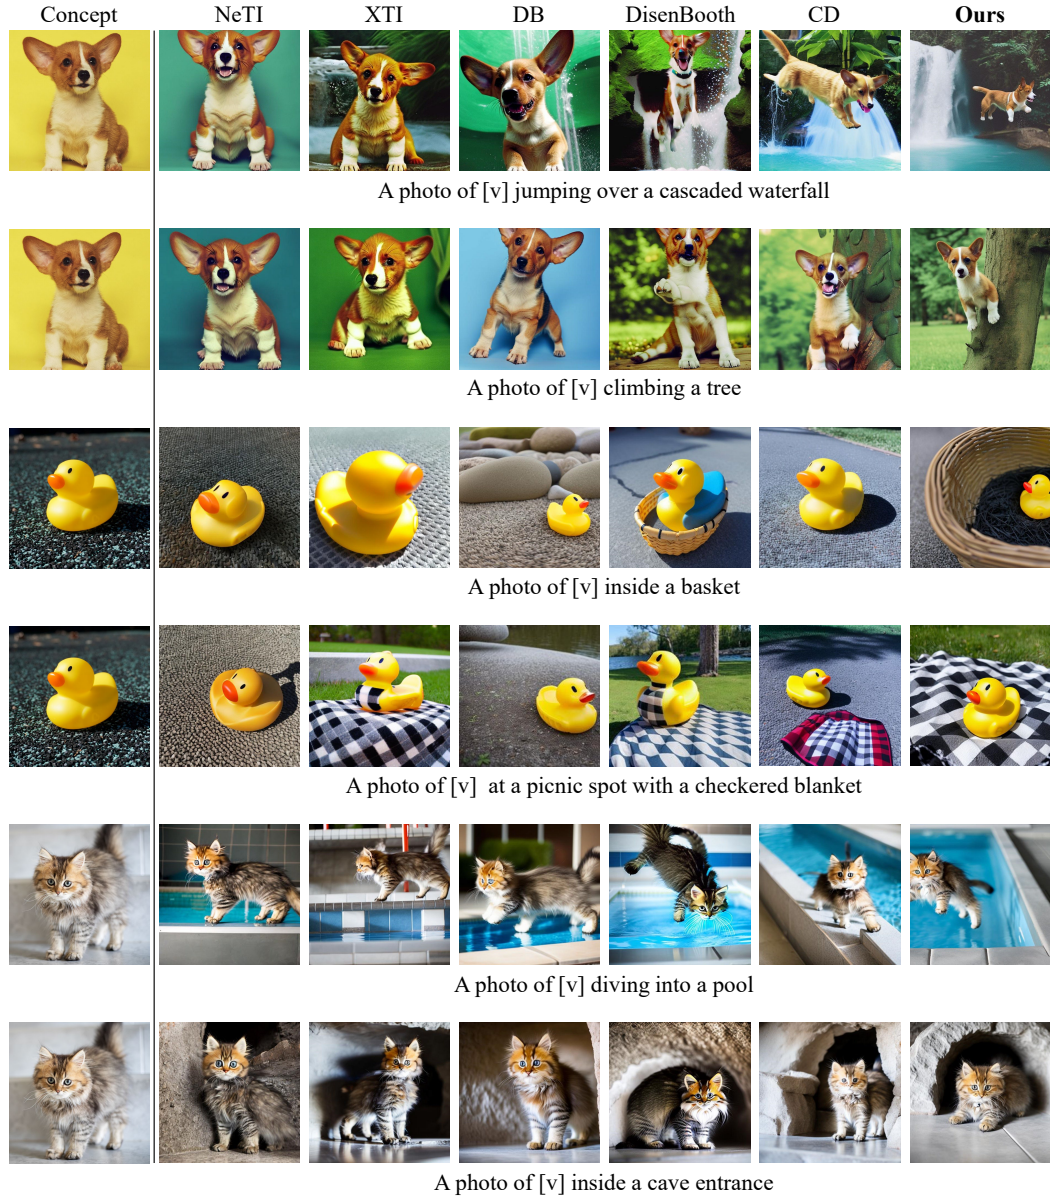 Concept NeTI XTI DB DisenBooth CD Ours
A photo of [v] jumping over a cascaded waterfall
A photo of [v] climbing a tree
A photo of [v] inside a basket
A photo of [v] at a picnic spot with a checkered blanket
A photo of [v] diving into a pool
A photo of [v] inside a cave entrance